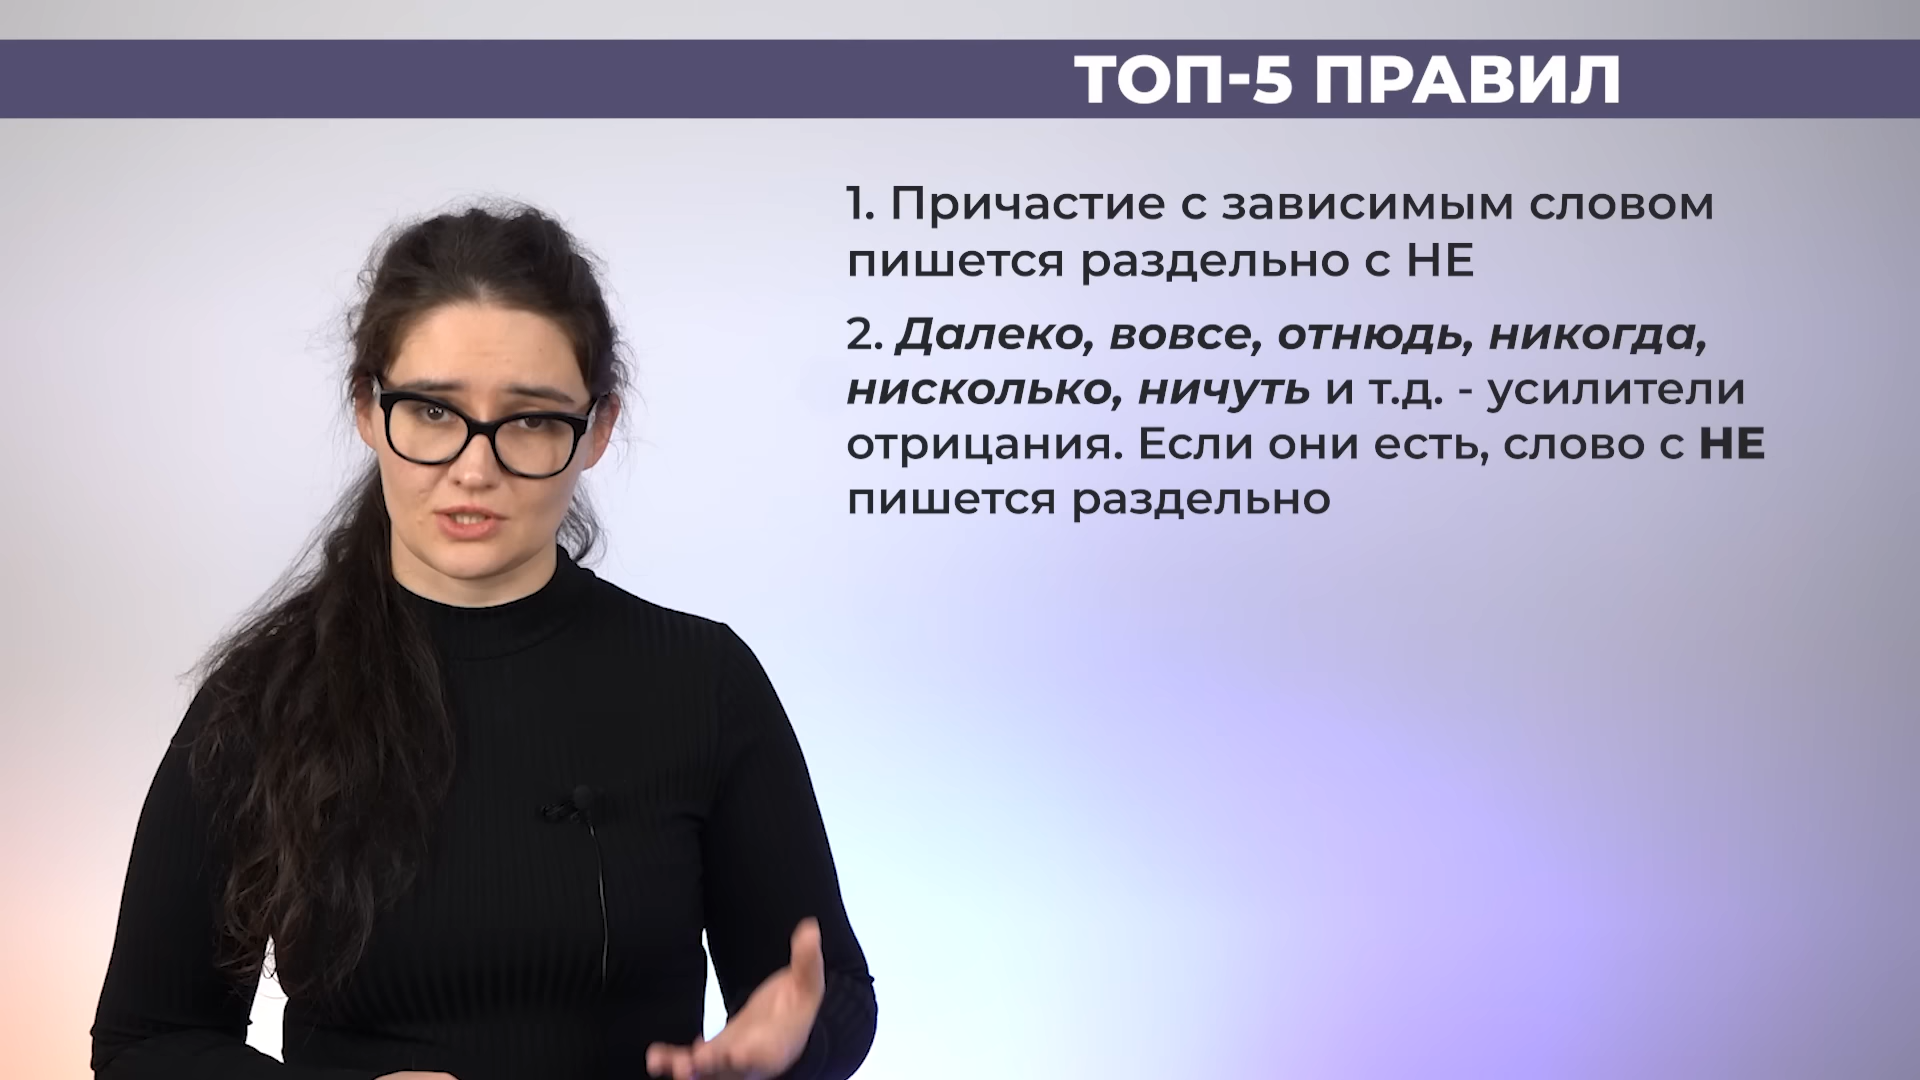 ТОП-5 ПРАВИЛ
1. Причастие с зависимым словом
пишется раздельно с НЕ
2. Далеко, вовсе, отнюдь, никогда,
нисколько, ничуть и т.д. - усилители
отрицания. Если они есть, слово с НЕ
пишется раздельно